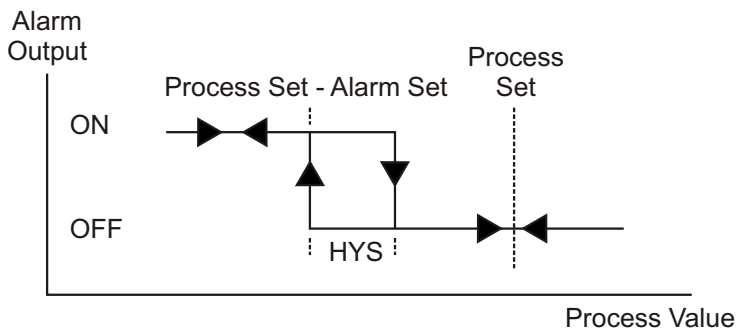 Alarm
Output
Process
Set
Process Set - Alarm Set
ON
OFF
HYS
Process Value